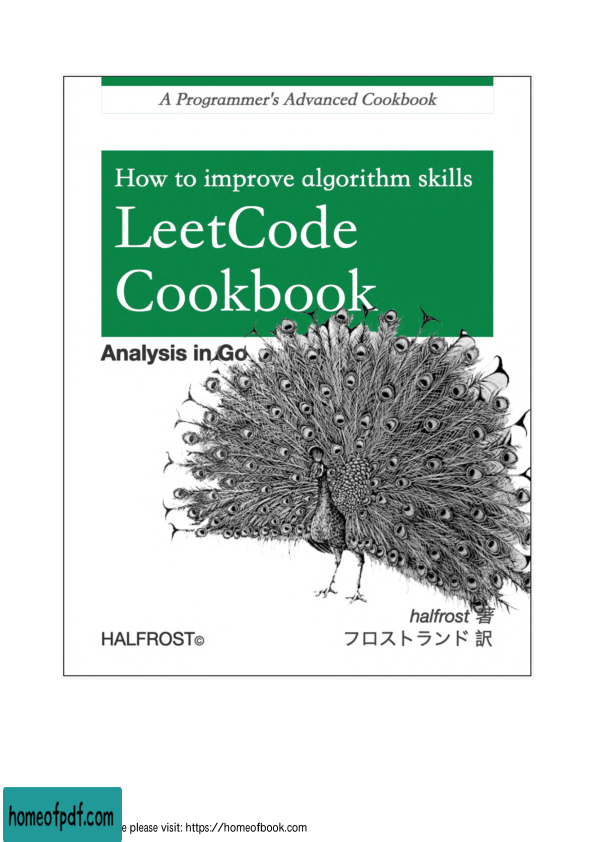 A Programmer's Advanced Cookbook
How to improve algorithm skills
LeetCode
Cookbook
Analysis in Go
halfrost 著
HALFROST©
フロストランド 訳
homeofpdf.com
please visit: https://homeofbook.com